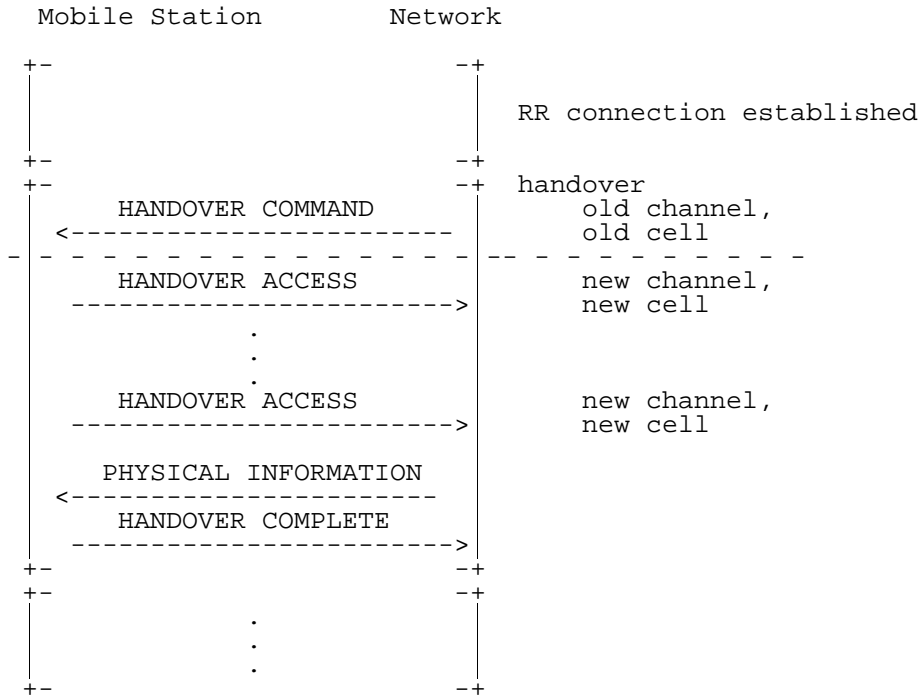 Mobile Station Network
RR connection established
handover
HANDOVER COMMAND old channel,
old cell
HANDOVER ACCESS new channel,
new cell
.
.
.
HANDOVER ACCESS new channel,
new cell
PHYSICAL INFORMATION
HANDOVER COMPLETE
.
.
.